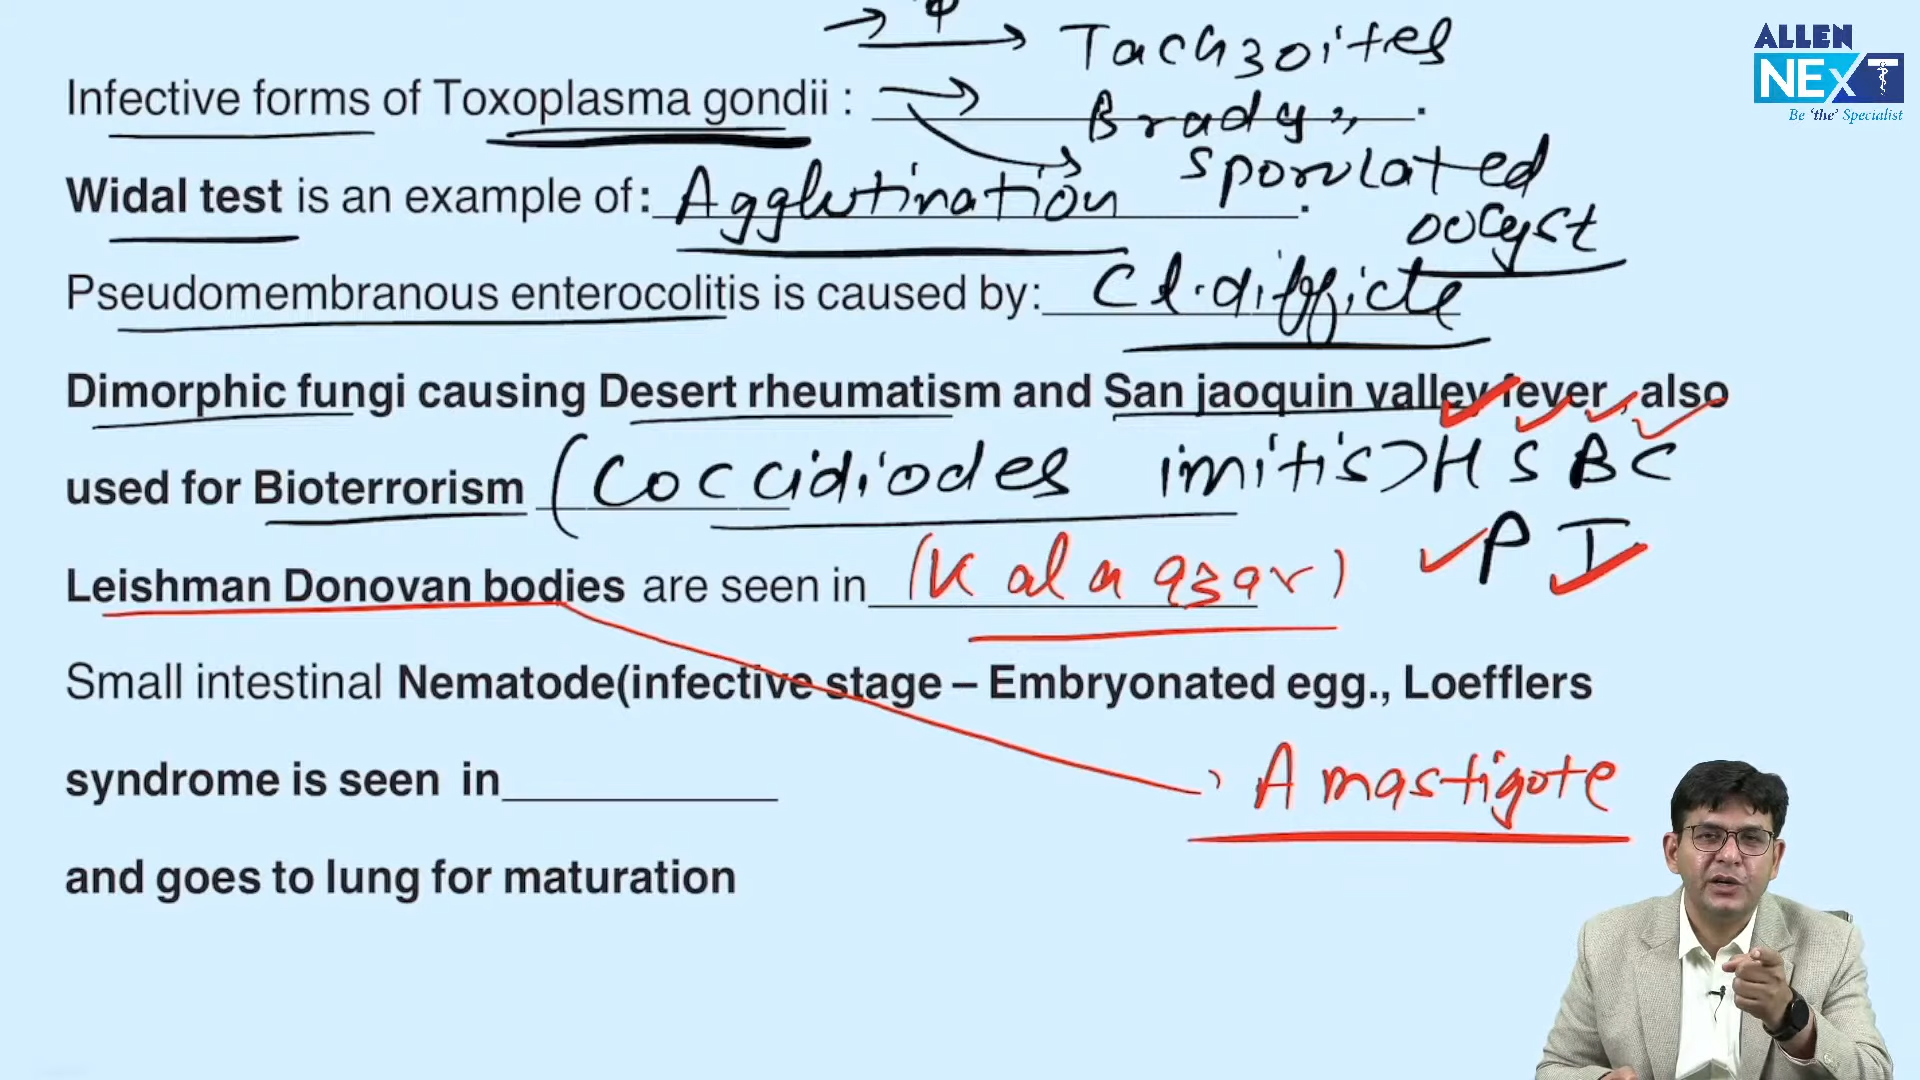 → → Tachzoites
ALLEN
NEXT
Be 'the' Specialist
Infective forms of Toxoplasma gondii : Brady ,, .
sporulated
Widal test is an example of: Agglutination .
oocyst
Pseudomembranous enterocolitis is caused by: Cl. difficle
Dimorphic fungi causing Desert rheumatism and San jaoquin valley fever , also
used for Bioterrorism (Coccidiodes imitis) H S B C
P I
Leishman Donovan bodies are seen in (Kala azar)
Small intestinal Nematode(infective stage – Embryonated egg., Loefflers
syndrome is seen in
Amastigote
and goes to lung for maturation